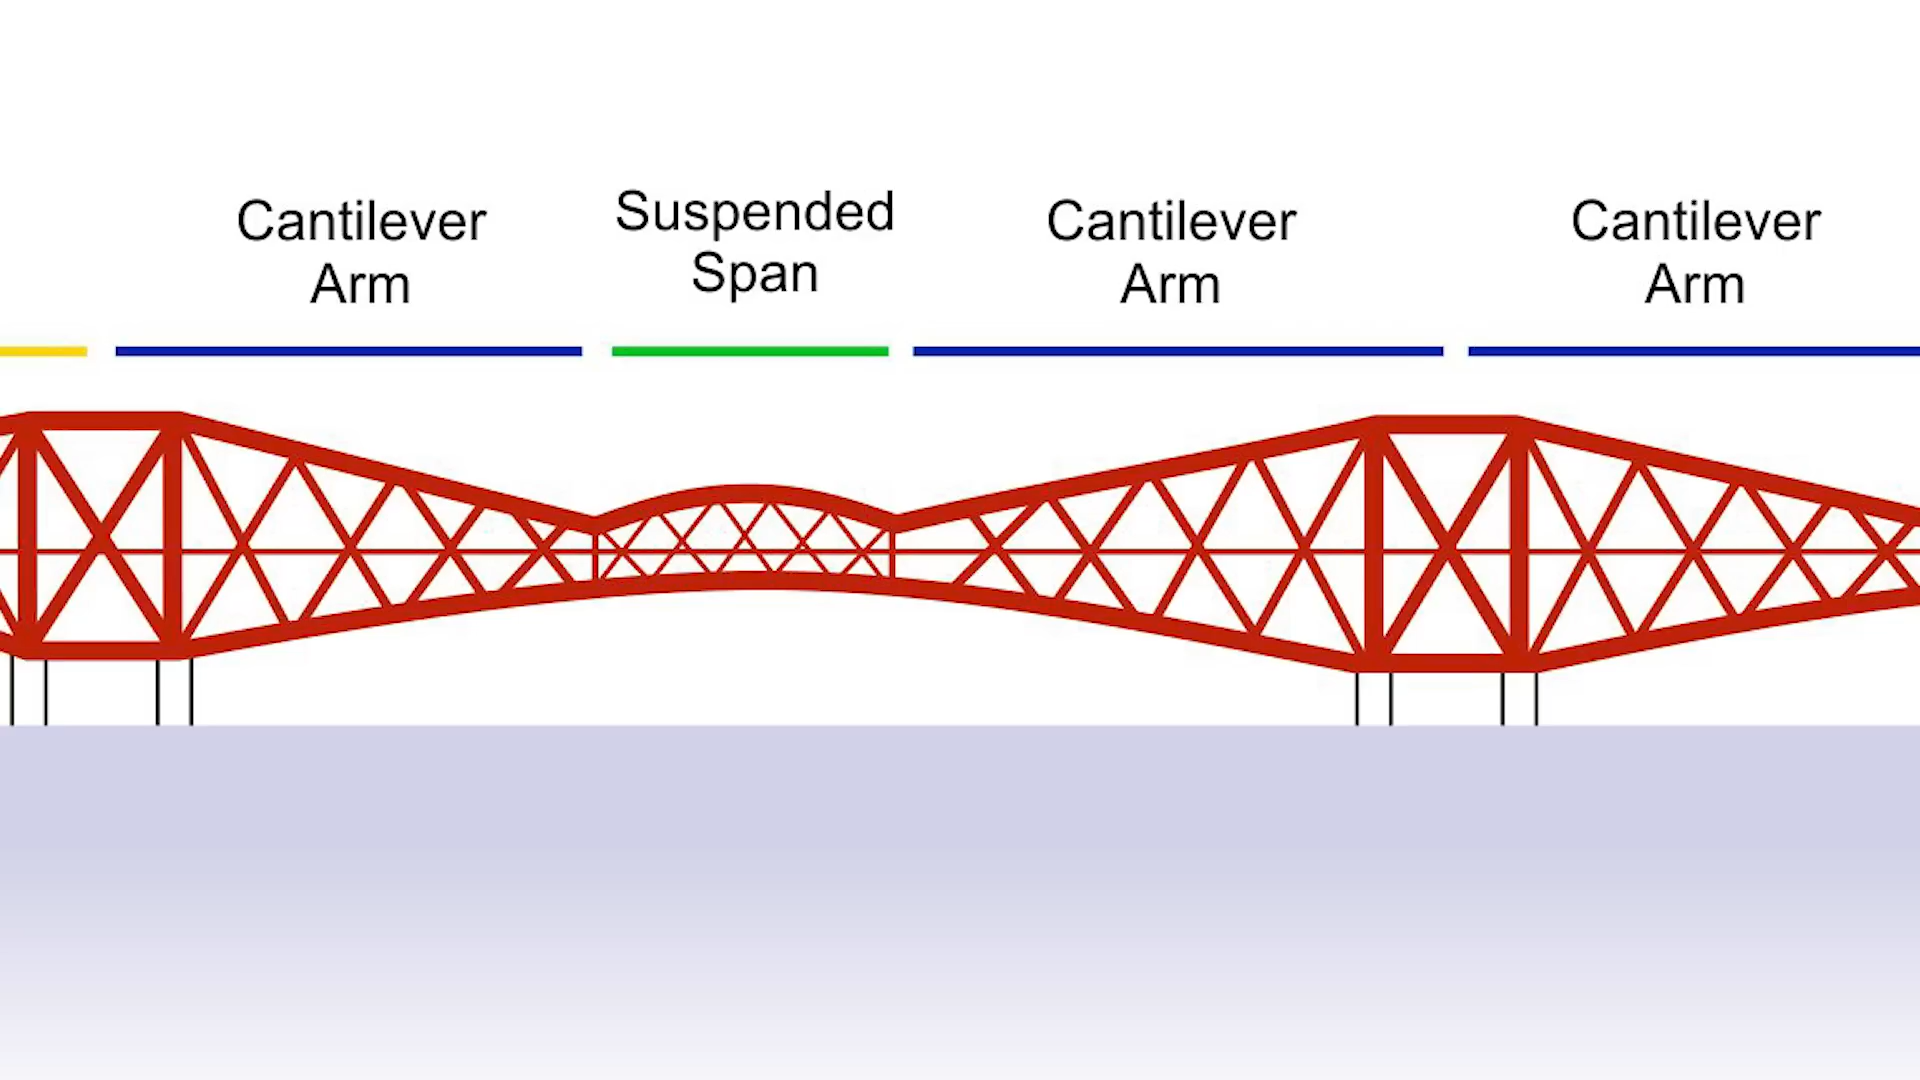 Cantilever
Arm
Suspended
Span
Cantilever
Arm
Cantilever
Arm